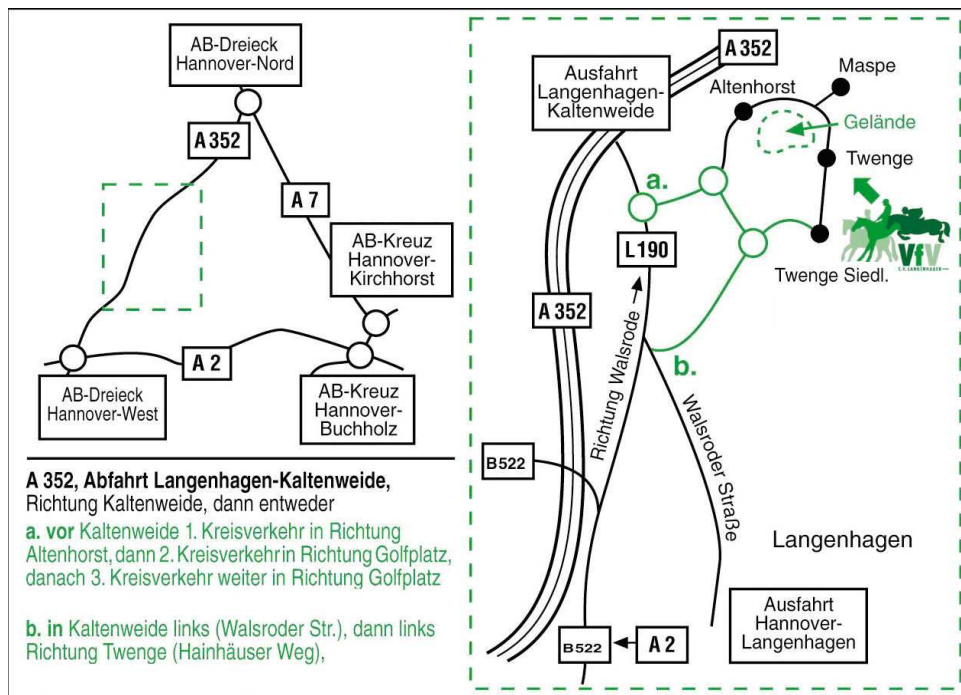 AB-Dreieck
Hannover-Nord
A 352
A 7
AB-Kreuz
Hannover-
Kirchhorst
A 2
AB-Dreieck
Hannover-West
AB-Kreuz
Hannover-
Buchholz
A 352, Abfahrt Langenhagen-Kaltenweide,
Richtung Kaltenweide, dann entweder
a. vor Kaltenweide 1. Kreisverkehr in Richtung
Altenhorst, dann 2. Kreisverkehr in Richtung Golfplatz,
danach 3. Kreisverkehr weiter in Richtung Golfplatz
b. in Kaltenweide links (Walsroder Str.), dann links
Richtung Twenge (Hainhäuser Weg),
A 352
Ausfahrt
Langenhagen-
Kaltenweide
Maspe
Altenhorst
Gelände
Twenge
a.
L190
VfV
Twenge Siedl.
A 352
Richtung Walsrode
b.
Walsroder Straße
B522
Langenhagen
Ausfahrt
Hannover-
Langenhagen
B522
A 2